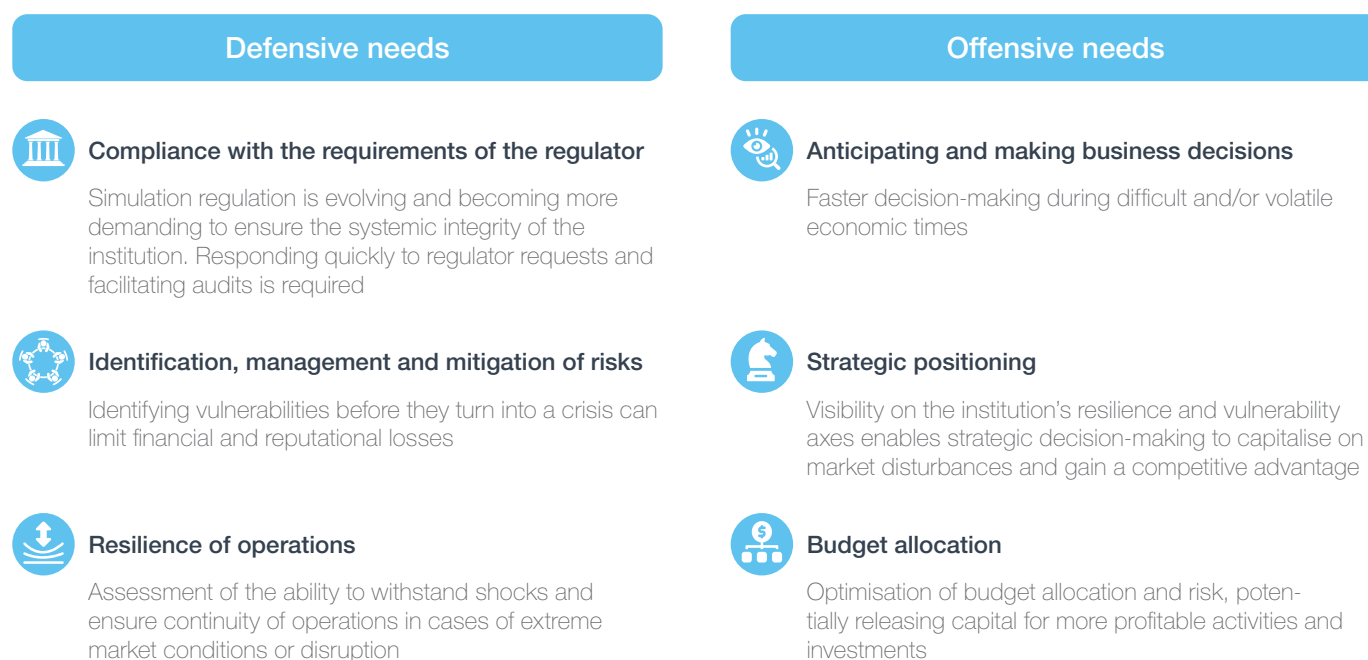 Defensive needs
Compliance with the requirements of the regulator
Simulation regulation is evolving and becoming more
demanding to ensure the systemic integrity of the
institution. Responding quickly to regulator requests and
facilitating audits is required
Identification, management and mitigation of risks
Identifying vulnerabilities before they turn into a crisis can
limit financial and reputational losses
Resilience of operations
Assessment of the ability to withstand shocks and
ensure continuity of operations in cases of extreme
market conditions or disruption
Offensive needs
Anticipating and making business decisions
Faster decision-making during difficult and/or volatile
economic times
Strategic positioning
Visibility on the institution’s resilience and vulnerability
axes enables strategic decision-making to capitalise on
market disturbances and gain a competitive advantage
$
Budget allocation
Optimisation of budget allocation and risk, poten-
tially releasing capital for more profitable activities and
investments